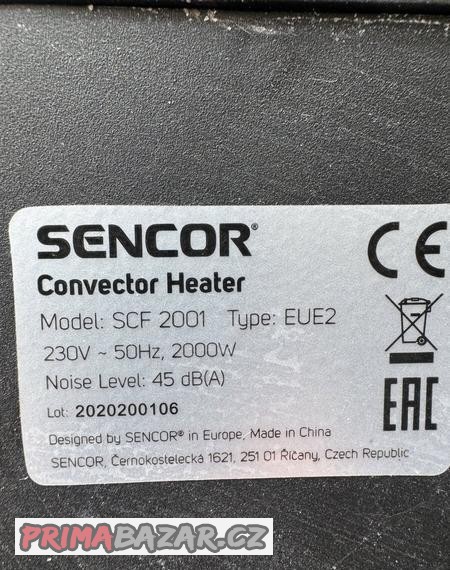 SENCOR®
Convector Heater
Model: SCF 2001 Type: EUE2
230V ~ 50Hz, 2000W
Noise Level: 45 dB(A)
Lot: 2020200106
Designed by SENCOR® in Europe, Made in China
SENCOR, Černokostelecká 1621, 251 01 Říčany, Czech Republic
CE
EAC
PRIMABAZAR.CZ